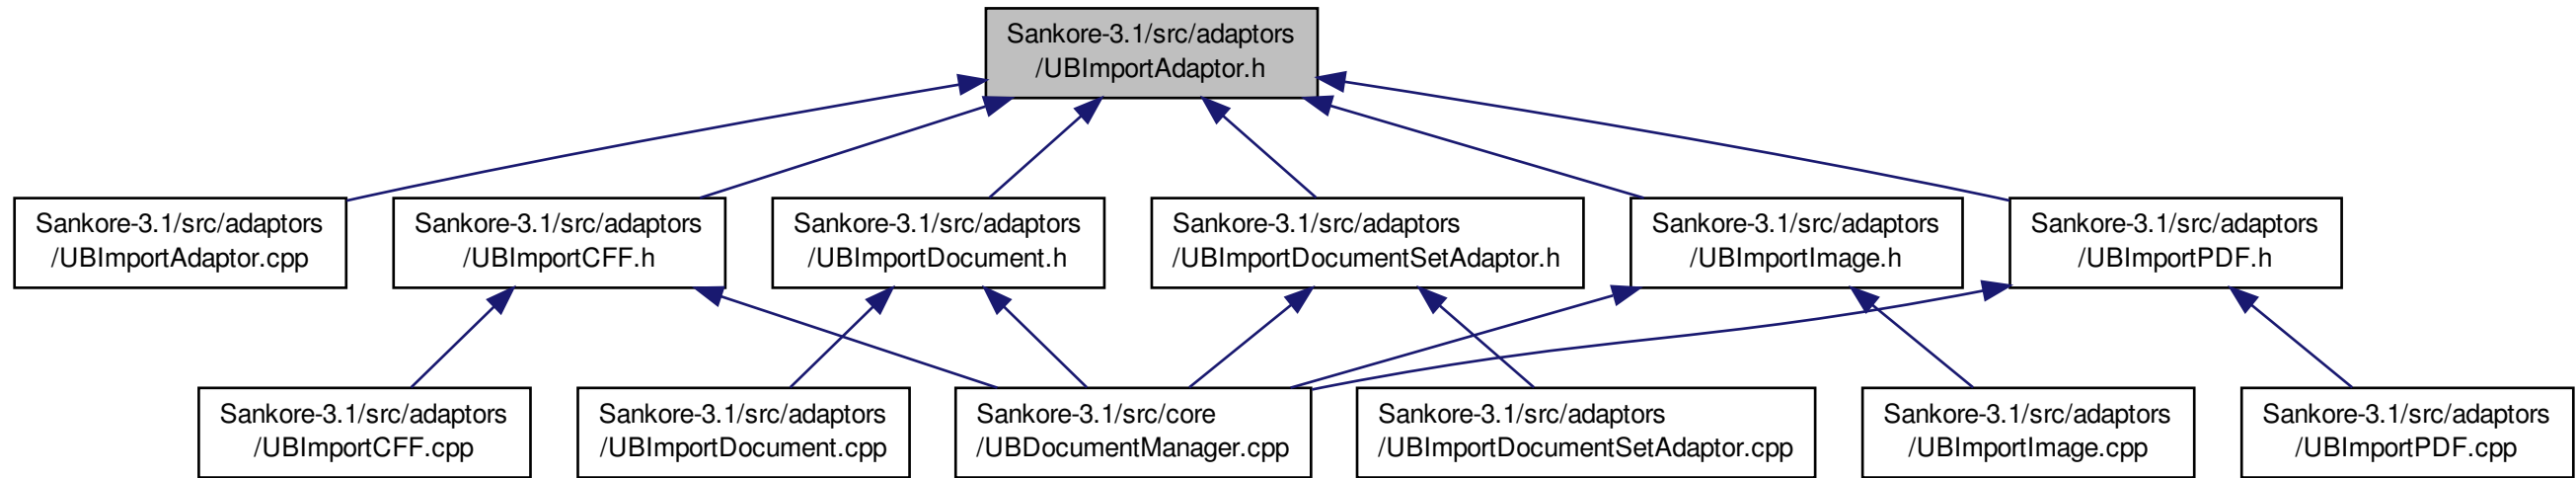 Sankore-3.1/src/adaptors
/UBImportAdaptor.h
Sankore-3.1/src/adaptors
/UBImportAdaptor.cpp
Sankore-3.1/src/adaptors
/UBImportCFF.h
Sankore-3.1/src/adaptors
/UBImportDocument.h
Sankore-3.1/src/adaptors
/UBImportDocumentSetAdaptor.h
Sankore-3.1/src/adaptors
/UBImportImage.h
Sankore-3.1/src/adaptors
/UBImportPDF.h
Sankore-3.1/src/adaptors
/UBImportCFF.cpp
Sankore-3.1/src/adaptors
/UBImportDocument.cpp
Sankore-3.1/src/core
/UBDocumentManager.cpp
Sankore-3.1/src/adaptors
/UBImportDocumentSetAdaptor.cpp
Sankore-3.1/src/adaptors
/UBImportImage.cpp
Sankore-3.1/src/adaptors
/UBImportPDF.cpp